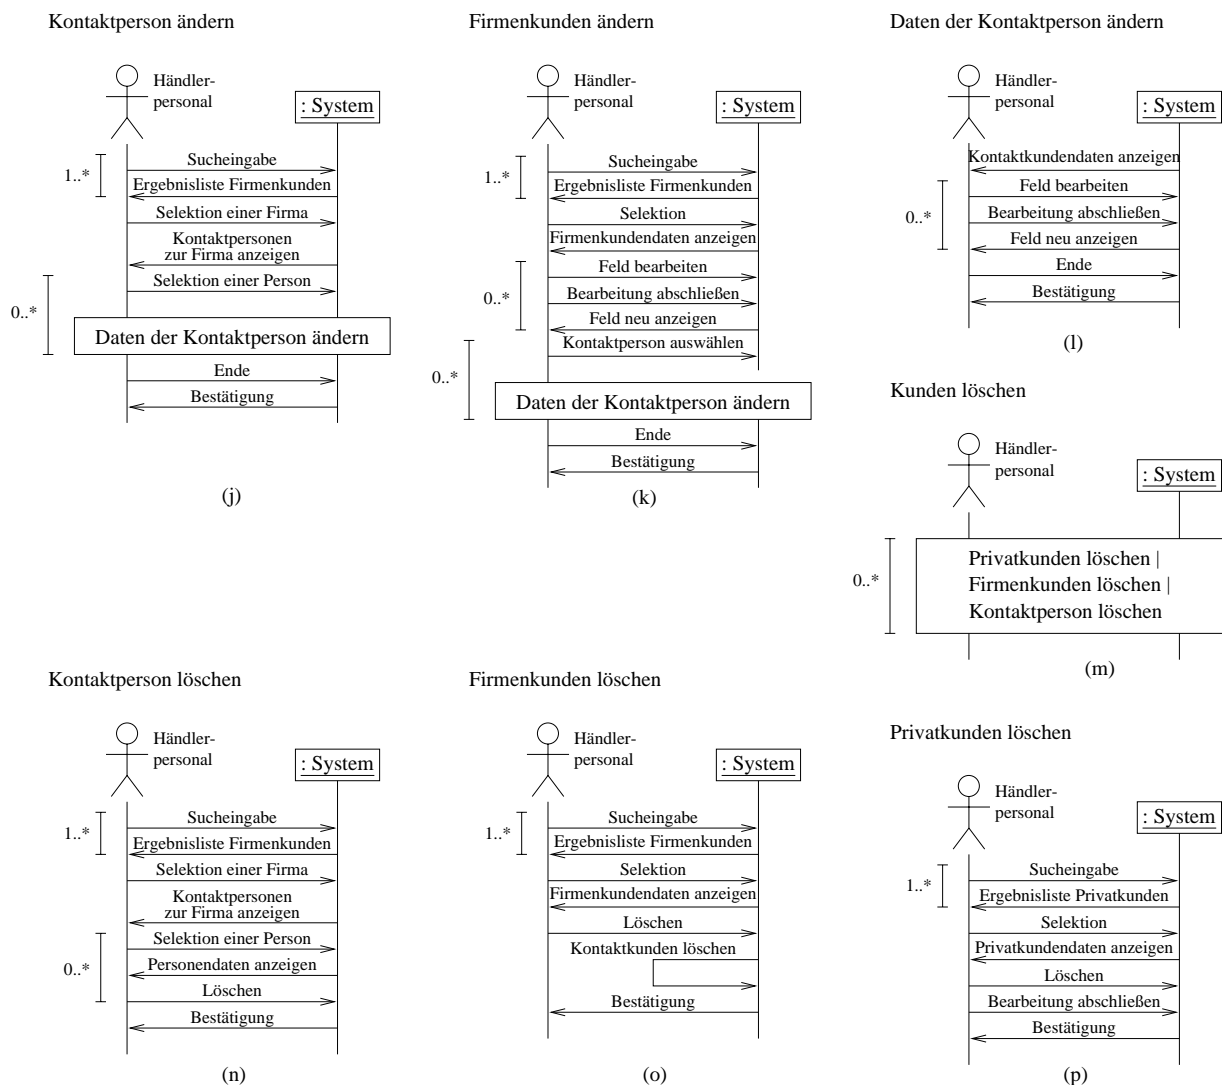 Kontaktperson ändern
Händler-
personal
: System
1..*
Sucheingabe
Ergebnisliste Firmenkunden
Selektion einer Firma
Kontaktpersonen
zur Firma anzeigen
0..*
Selektion einer Person
Daten der Kontaktperson ändern
Ende
Bestätigung
(j)
Firmenkunden ändern
Händler-
personal
: System
1..*
Sucheingabe
Ergebnisliste Firmenkunden
Selektion
Firmenkundendaten anzeigen
0..*
Feld bearbeiten
Bearbeitung abschließen
Feld neu anzeigen
0..*
Kontaktperson auswählen
Daten der Kontaktperson ändern
Ende
Bestätigung
(k)
Daten der Kontaktperson ändern
Händler-
personal
: System
Kontaktkundendaten anzeigen
0..*
Feld bearbeiten
Bearbeitung abschließen
Feld neu anzeigen
Ende
Bestätigung
(l)
Kunden löschen
Händler-
personal
: System
0..*
Privatkunden löschen |
Firmenkunden löschen |
Kontaktperson löschen
(m)
Kontaktperson löschen
Händler-
personal
: System
1..*
Sucheingabe
Ergebnisliste Firmenkunden
Selektion einer Firma
Kontaktpersonen
zur Firma anzeigen
0..*
Selektion einer Person
Personendaten anzeigen
Löschen
Bestätigung
(n)
Firmenkunden löschen
Händler-
personal
: System
1..*
Sucheingabe
Ergebnisliste Firmenkunden
Selektion
Firmenkundendaten anzeigen
Löschen
Kontaktkunden löschen
Bestätigung
(o)
Privatkunden löschen
Händler-
personal
: System
1..*
Sucheingabe
Ergebnisliste Privatkunden
Selektion
Privatkundendaten anzeigen
Löschen
Bearbeitung abschließen
Bestätigung
(p)